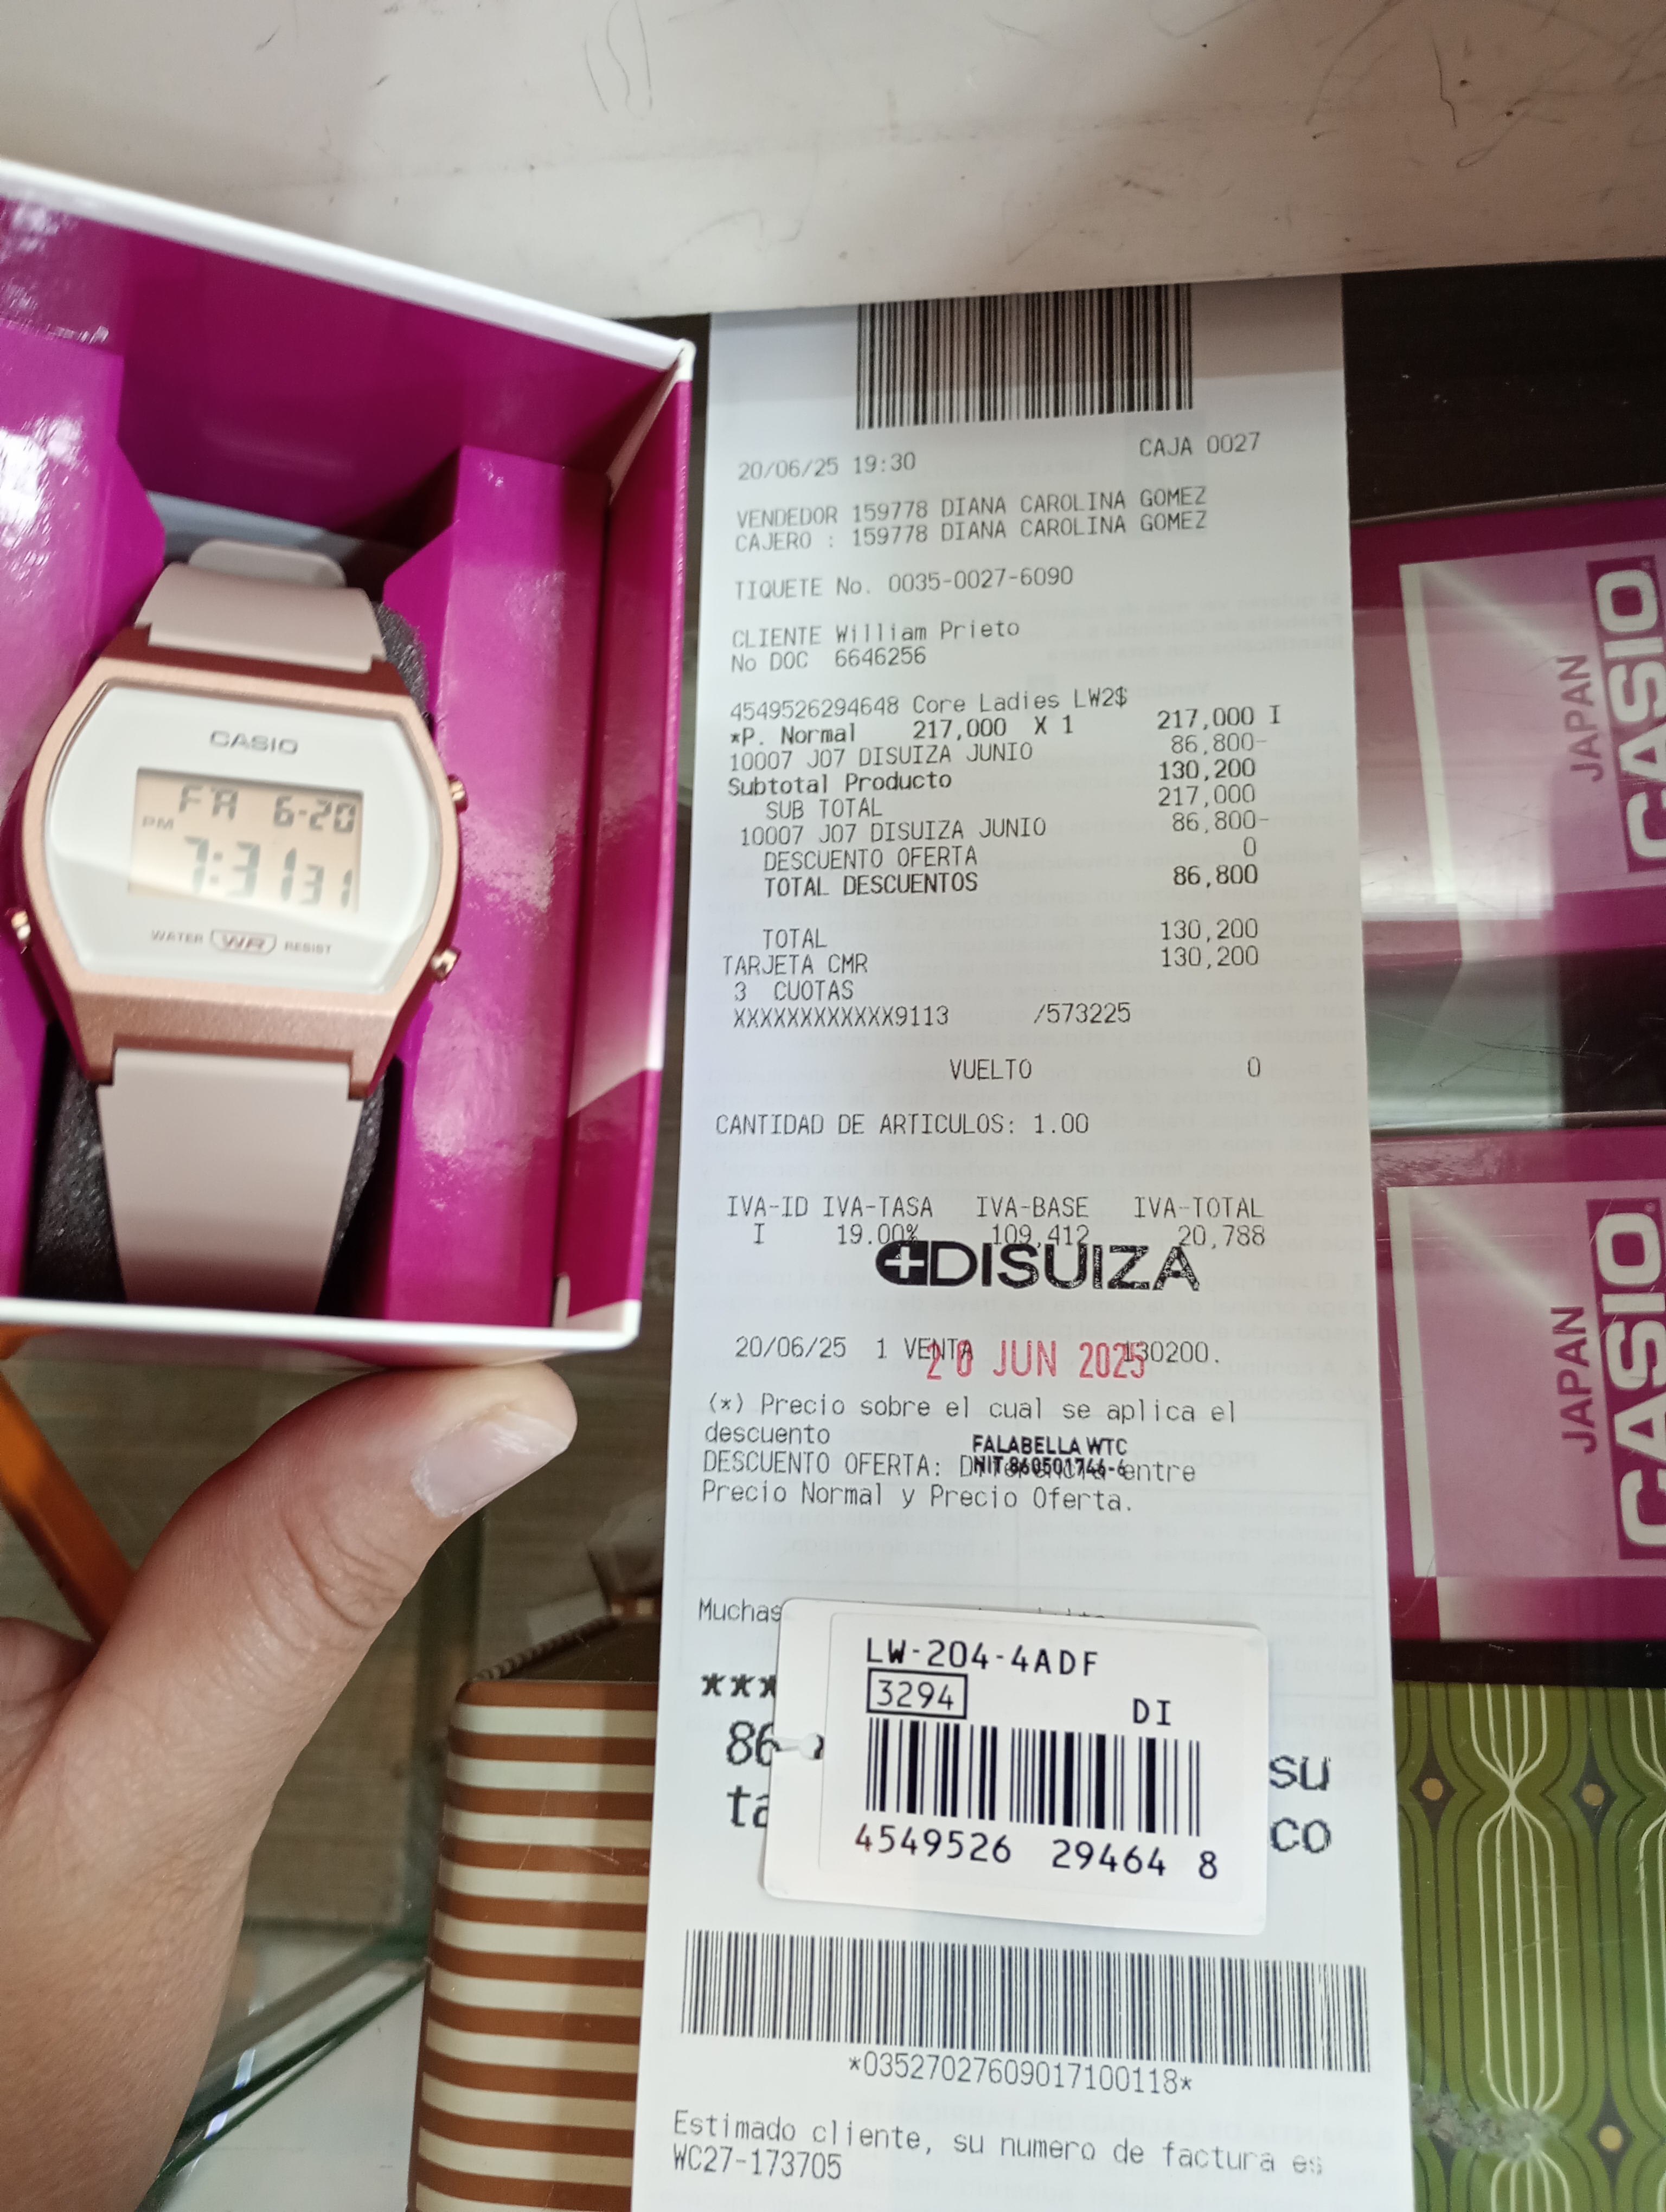 CASIO
FR 6-20
PM
7:31 31
WATER WR RESIST
20/06/25 19:30 CAJA 0027
VENDEDOR 159778 DIANA CAROLINA GOMEZ
CAJERO : 159778 DIANA CAROLINA GOMEZ
TIQUETE No. 0035-0027-6090
CLIENTE William Prieto
No DOC 6646256
4549526294648 Core Ladies LW2$
*P. Normal 217,000 X 1 217,000 I
10007 J07 DISUIZA JUNIO 86,800-
Subtotal Producto 130,200
SUB TOTAL 217,000
10007 J07 DISUIZA JUNIO 86,800-
DESCUENTO OFERTA 0
TOTAL DESCUENTOS 86,800
TOTAL 130,200
TARJETA CMR 130,200
3 CUOTAS
XXXXXXXXXXXX9113 /573225
VUELTO 0
CANTIDAD DE ARTICULOS: 1.00
IVA-ID IVA-TASA IVA-BASE IVA-TOTAL
I 19.00% 109,412 20,788
DISUIZA
20/06/25 1 VENTA 130200.
20 JUN 2025
(*) Precio sobre el cual se aplica el
descuento
FALABELLA WTC
NIT 860501746-6
DESCUENTO OFERTA: entre
Precio Normal y Precio Oferta.
Muchas
***
86 su
ta co
LW-204-4ADF
3294
DI
4549526 29464 8
*03527027609017100118*
Estimado cliente, su numero de factura es
WC27-173705
JAPAN
CASIO
JAPAN
CASIO